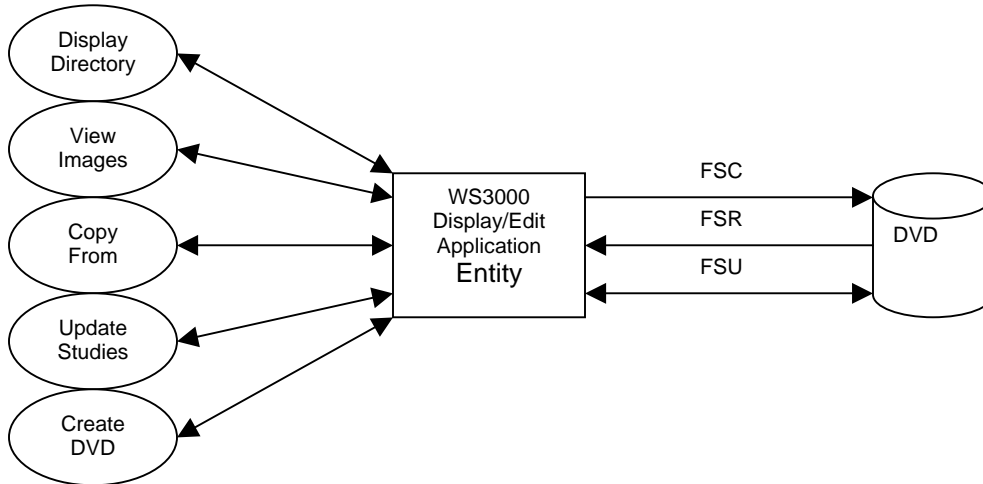 Display
Directory
View
Images
Copy
From
Update
Studies
Create
DVD
WS3000
Display/Edit
Application
Entity
FSC
FSR
FSU
DVD